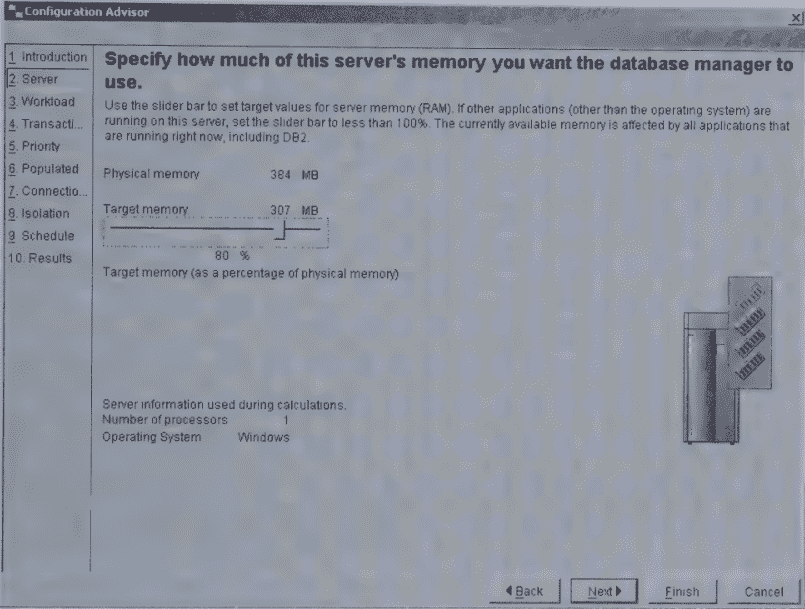 Configuration Advisor
1 Introduction
2. Server
3. Workload
4. Transacti...
5. Priority
6. Populated
7. Connectio...
8. Isolation
9 Schedule
10. Results
Specify how much of this server's memory you want the database manager to
use.
Use the slider bar to set target values for server memory (RAM). If other applications (other than the operating system) are
running on this server, set the slider bar to less than 100%. The currently available memory is affected by all applications that
are running right now, including DB2.
Physical memory 384 MB
Target memory 307 MB
80 %
Target memory (as a percentage of physical memory)
Server information used during calculations.
Number of processors 1
Operating System Windows
Back Next Finish Cancel